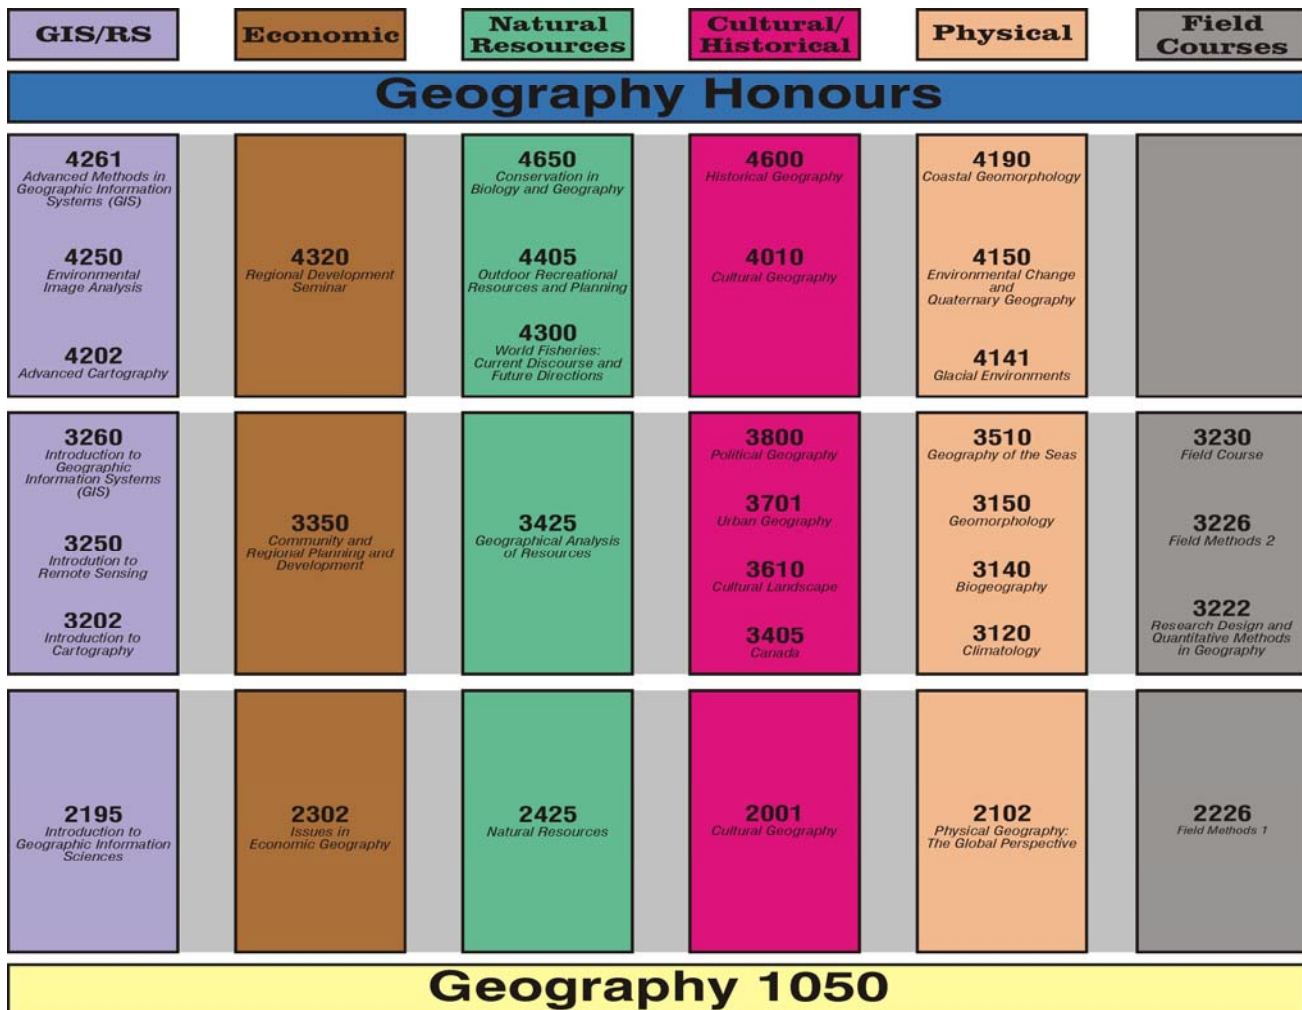 GIS/RS
Economic
Natural
Resources
Cultural/
Historical
Physical
Field
Courses
Geography Honours
4261
Advanced Methods in
Geographic Information
Systems (GIS)
4250
Environmental
Image Analysis
4202
Advanced Cartography
4320
Regional Development
Seminar
4650
Conservation in
Biology and Geography
4405
Outdoor Recreational
Resources and Planning
4300
World Fisheries:
Current Discourse and
Future Directions
4600
Historical Geography
4010
Cultural Geography
4190
Coastal Geomorphology
4150
Environmental Change
and
Quaternary Geography
4141
Glacial Environments
3260
Introduction to
Geographic
Information Systems
(GIS)
3250
Introdution to
Remote Sensing
3202
Introduction to
Cartography
3350
Community and
Regional Planning and
Development
3425
Geographical Analysis
of Resources
3800
Political Geography
3701
Urban Geography
3610
Cultural Landscape
3405
Canada
3510
Geography of the Seas
3150
Geomorphology
3140
Biogeography
3120
Climatology
3230
Field Course
3226
Field Methods 2
3222
Research Design and
Quantitative Methods
in Geography
2195
Introduction to
Geographic Information
Sciences
2302
Issues in
Economic Geography
2425
Natural Resources
2001
Cultural Geography
2102
Physical Geography:
The Global Perspective
2226
Field Methods 1
Geography 1050